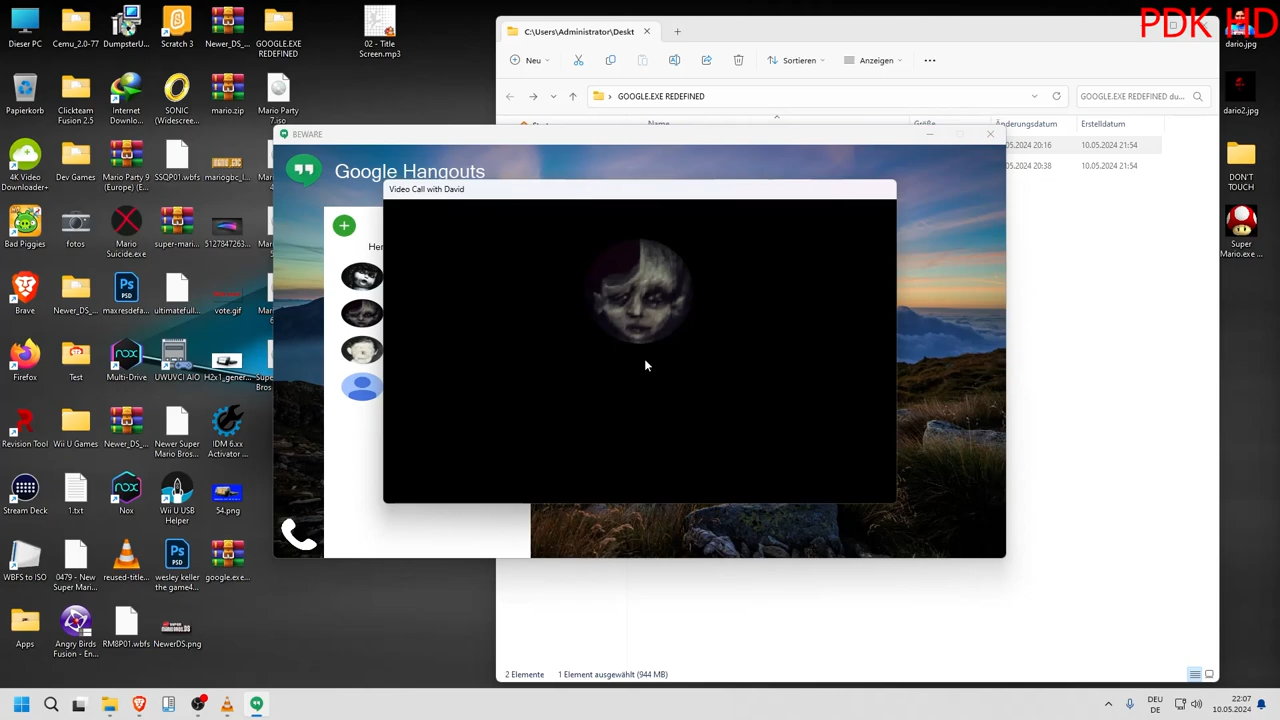 PDK HD
Dieser PC
Cemu_2.0-77
DumpsterU...
Scratch 3
Newer_DS_...
GOOGLE.EXE
REDEFINED
02 - Title
Screen.mp3
dario.jpg
Papierkorb
Clickteam
Fusion 2.5
Internet
Downlo...
SONIC
(Widescree...
mario.zip
Mario Party
7.iso
dario2.jpg
4K Video
Downloader+
Dev Games
Mario Party
9 (Europe) (E...
SSQP01.wbfs
mariogbc_l...
Bad Piggies
fotos
Mario
Suicide.exe
super-mari...
5127847263...
DON'T
TOUCH
Brave
Newer_DS_...
maxresdefa...
ultimatefull...
vote.gif
Super
Mario.exe ...
Firefox
Test
Multi-Drive
UWUVCI AIO
H2x1_gener...
Revision Tool
Wii U Games
Newer_DS_...
Newer Super
Mario Bros...
IDM 6.xx
Activator ...
Stream Deck
1.txt
Nox
Wii U USB
Helper
54.png
WBFS to ISO
0479 - New
Super Mari...
reused-title...
wesley keller
the game4...
google.exe...
Apps
Angry Birds
Fusion - En...
RM8P01.wbfs
NewerDS.png
C:\Users\Administrator\Deskt
Neu
Sortieren
Anzeigen
GOOGLE.EXE REDEFINED
GOOGLE.EXE REDEFINED du...
Name
Größe
Änderungsdatum
Erstelldatum
05.2024 20:16
10.05.2024 21:54
05.2024 20:38
10.05.2024 21:54
BEWARE
Google Hangouts
Video Call with David
2 Elemente
1 Element ausgewählt (944 MB)
DEU
DE
22:07
10.05.2024